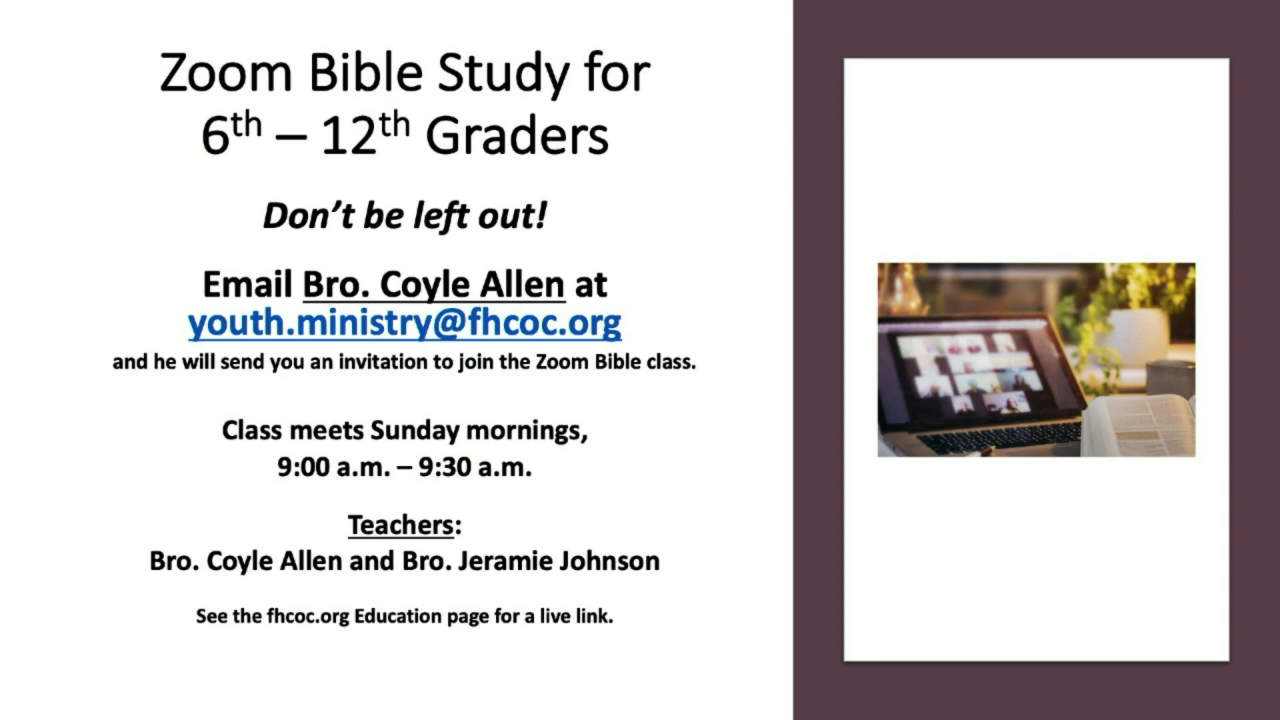 Zoom Bible Study for
6th – 12th Graders
Don’t be left out!
Email Bro. Coyle Allen at
youth.ministry@fhcoc.org
and he will send you an invitation to join the Zoom Bible class.
Class meets Sunday mornings,
9:00 a.m. – 9:30 a.m.
Teachers:
Bro. Coyle Allen and Bro. Jeramie Johnson
See the fhcoc.org Education page for a live link.